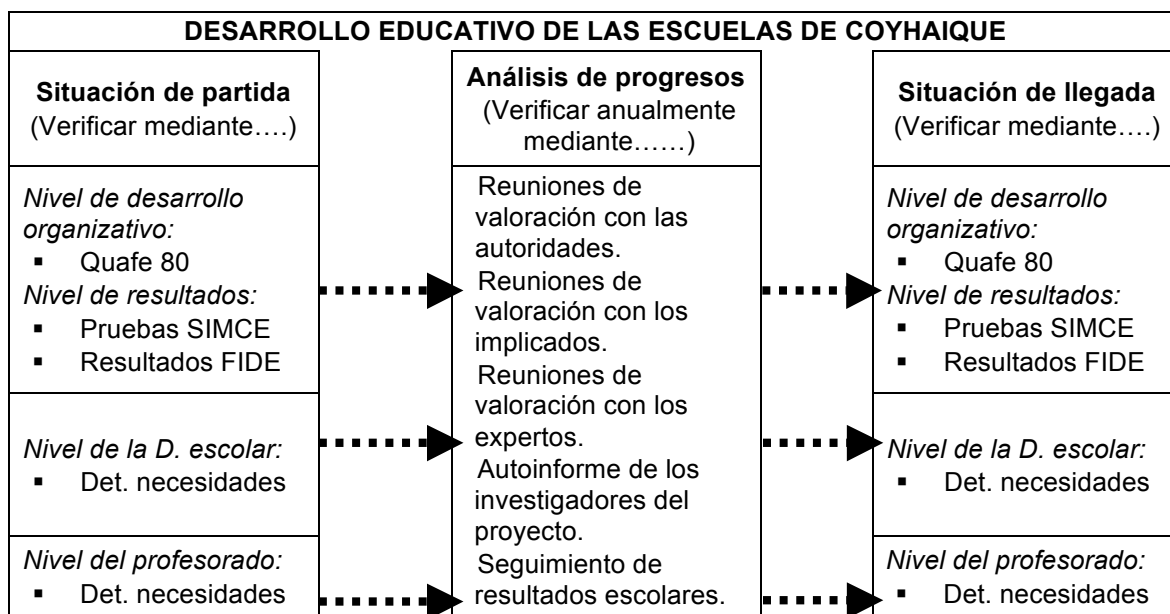 DESARROLLO EDUCATIVO DE LAS ESCUELAS DE COYHAIQUE
Situación de partida
(Verificar mediante….)
Análisis de progresos
(Verificar anualmente
mediante……)
Situación de llegada
(Verificar mediante….)
Nivel de desarrollo
organizativo:
▪ Quafe 80
Nivel de resultados:
▪ Pruebas SIMCE
▪ Resultados FIDE
Nivel de la D. escolar:
▪ Det. necesidades
Nivel del profesorado:
▪ Det. necesidades
Reuniones de
valoración con las
autoridades.
Reuniones de
valoración con los
implicados.
Reuniones de
valoración con los
expertos.
Autoinforme de los
investigadores del
proyecto.
Seguimiento de
resultados escolares.
Nivel de desarrollo
organizativo:
▪ Quafe 80
Nivel de resultados:
▪ Pruebas SIMCE
▪ Resultados FIDE
Nivel de la D. escolar:
▪ Det. necesidades
Nivel del profesorado:
▪ Det. necesidades